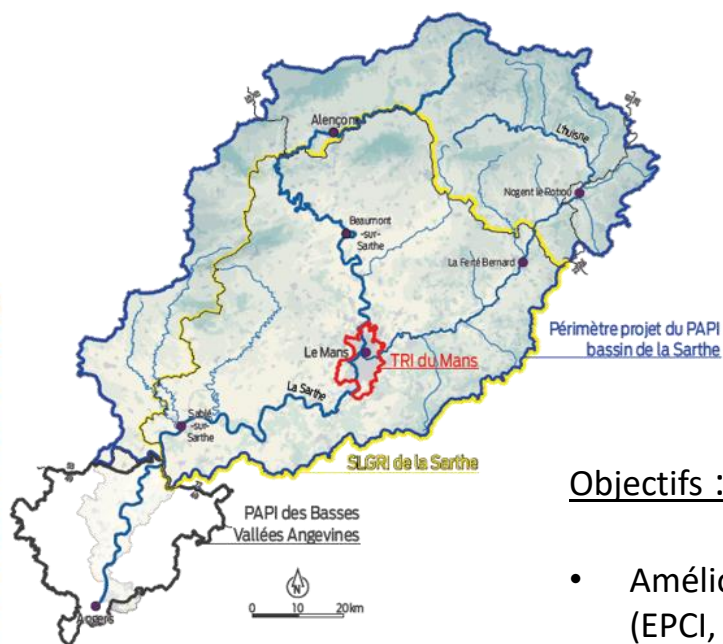 Alençon
L'huisne
Nogent le Rotrou
Beaumont
-sur-
Sarthe
La Ferté Bernard
Périmètre projet du PAPI
bassin de la Sarthe
Le Mans
TRI du Mans
La Sarthe
Sablé
-sur-
Sarthe
SLGRI de la Sarthe
Objectifs :
PAPI des Basses
Vallées Angevines
N
Angers
0 10 20km
• Amélio
(EPCI,